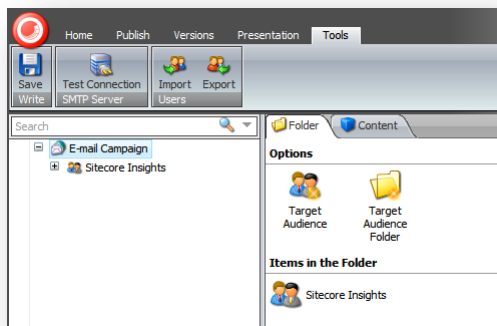 Home Publish Versions Presentation Tools
Save Test Connection Import Export
Write SMTP Server Users
Search
Folder Content
E-mail Campaign
Sitecore Insights
Options
Target Audience
Target Audience Folder
Items in the Folder
Sitecore Insights